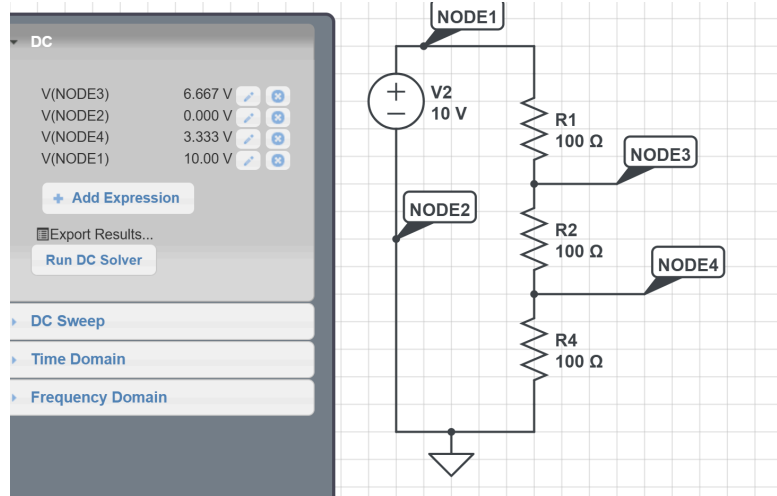 DC
V(NODE3) 6.667 V
V(NODE2) 0.000 V
V(NODE4) 3.333 V
V(NODE1) 10.00 V
+ Add Expression
Export Results...
Run DC Solver
DC Sweep
Time Domain
Frequency Domain
NODE1
V2
10 V
R1
100 Ω
NODE3
NODE2
R2
100 Ω
NODE4
R4
100 Ω